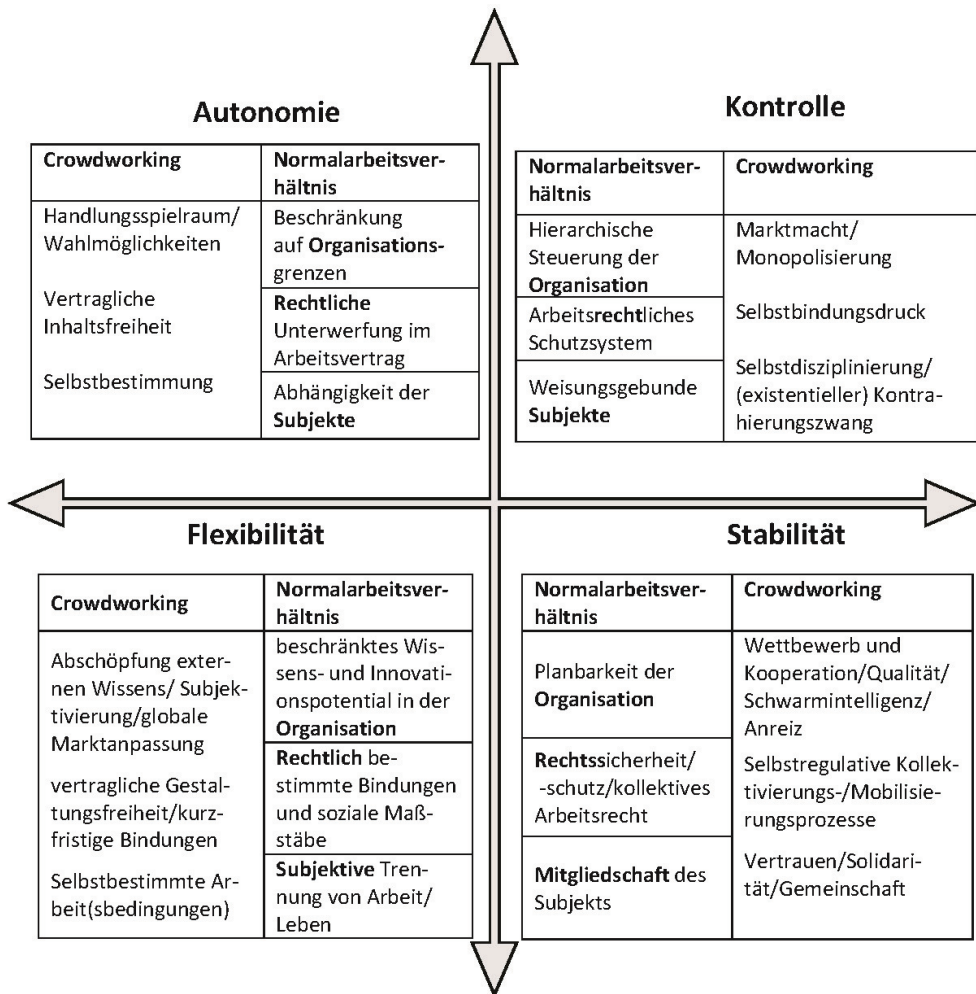 Autonomie
Crowdworking
Handlungsspielraum/
Wahlmöglichkeiten
Vertragliche
Inhaltsfreiheit
Selbstbestimmung
Normalarbeitsver-
hältnis
Beschränkung
auf Organisations-
grenzen
Rechtliche
Unterwerfung im
Arbeitsvertrag
Abhängigkeit der
Subjekte
Kontrolle
Normalarbeitsver-
hältnis
Hierarchische
Steuerung der
Organisation
Arbeitsrechtliches
Schutzsystem
Weisungsgebunde
Subjekte
Crowdworking
Marktmacht/
Monopolisierung
Selbstbindungsdruck
Selbstdisziplinierung/
(existentieller) Kontra-
hierungszwang
Flexibilität
Crowdworking
Abschöpfung exter-
nen Wissens/ Subjek-
tivierung/globale
Marktanpassung
vertragliche Gestal-
tungsfreiheit/kurz-
fristige Bindungen
Selbstbestimmte Ar-
beit(sbedingungen)
Normalarbeitsver-
hältnis
beschränktes Wis-
sens- und Innovati-
onspotential in der
Organisation
Rechtlich be-
stimmte Bindungen
und soziale Maß-
stäbe
Subjektive Tren-
nung von Arbeit/
Leben
Stabilität
Normalarbeitsver-
hältnis
Planbarkeit der
Organisation
Rechtssicherheit/
-schutz/kollektives
Arbeitsrecht
Mitgliedschaft des
Subjekts
Crowdworking
Wettbewerb und
Kooperation/Qualität/
Schwarmintelligenz/
Anreiz
Selbstregulative Kollek-
tivierungs-/Mobilisie-
rungsprozesse
Vertrauen/Solidari-
tät/Gemeinschaft